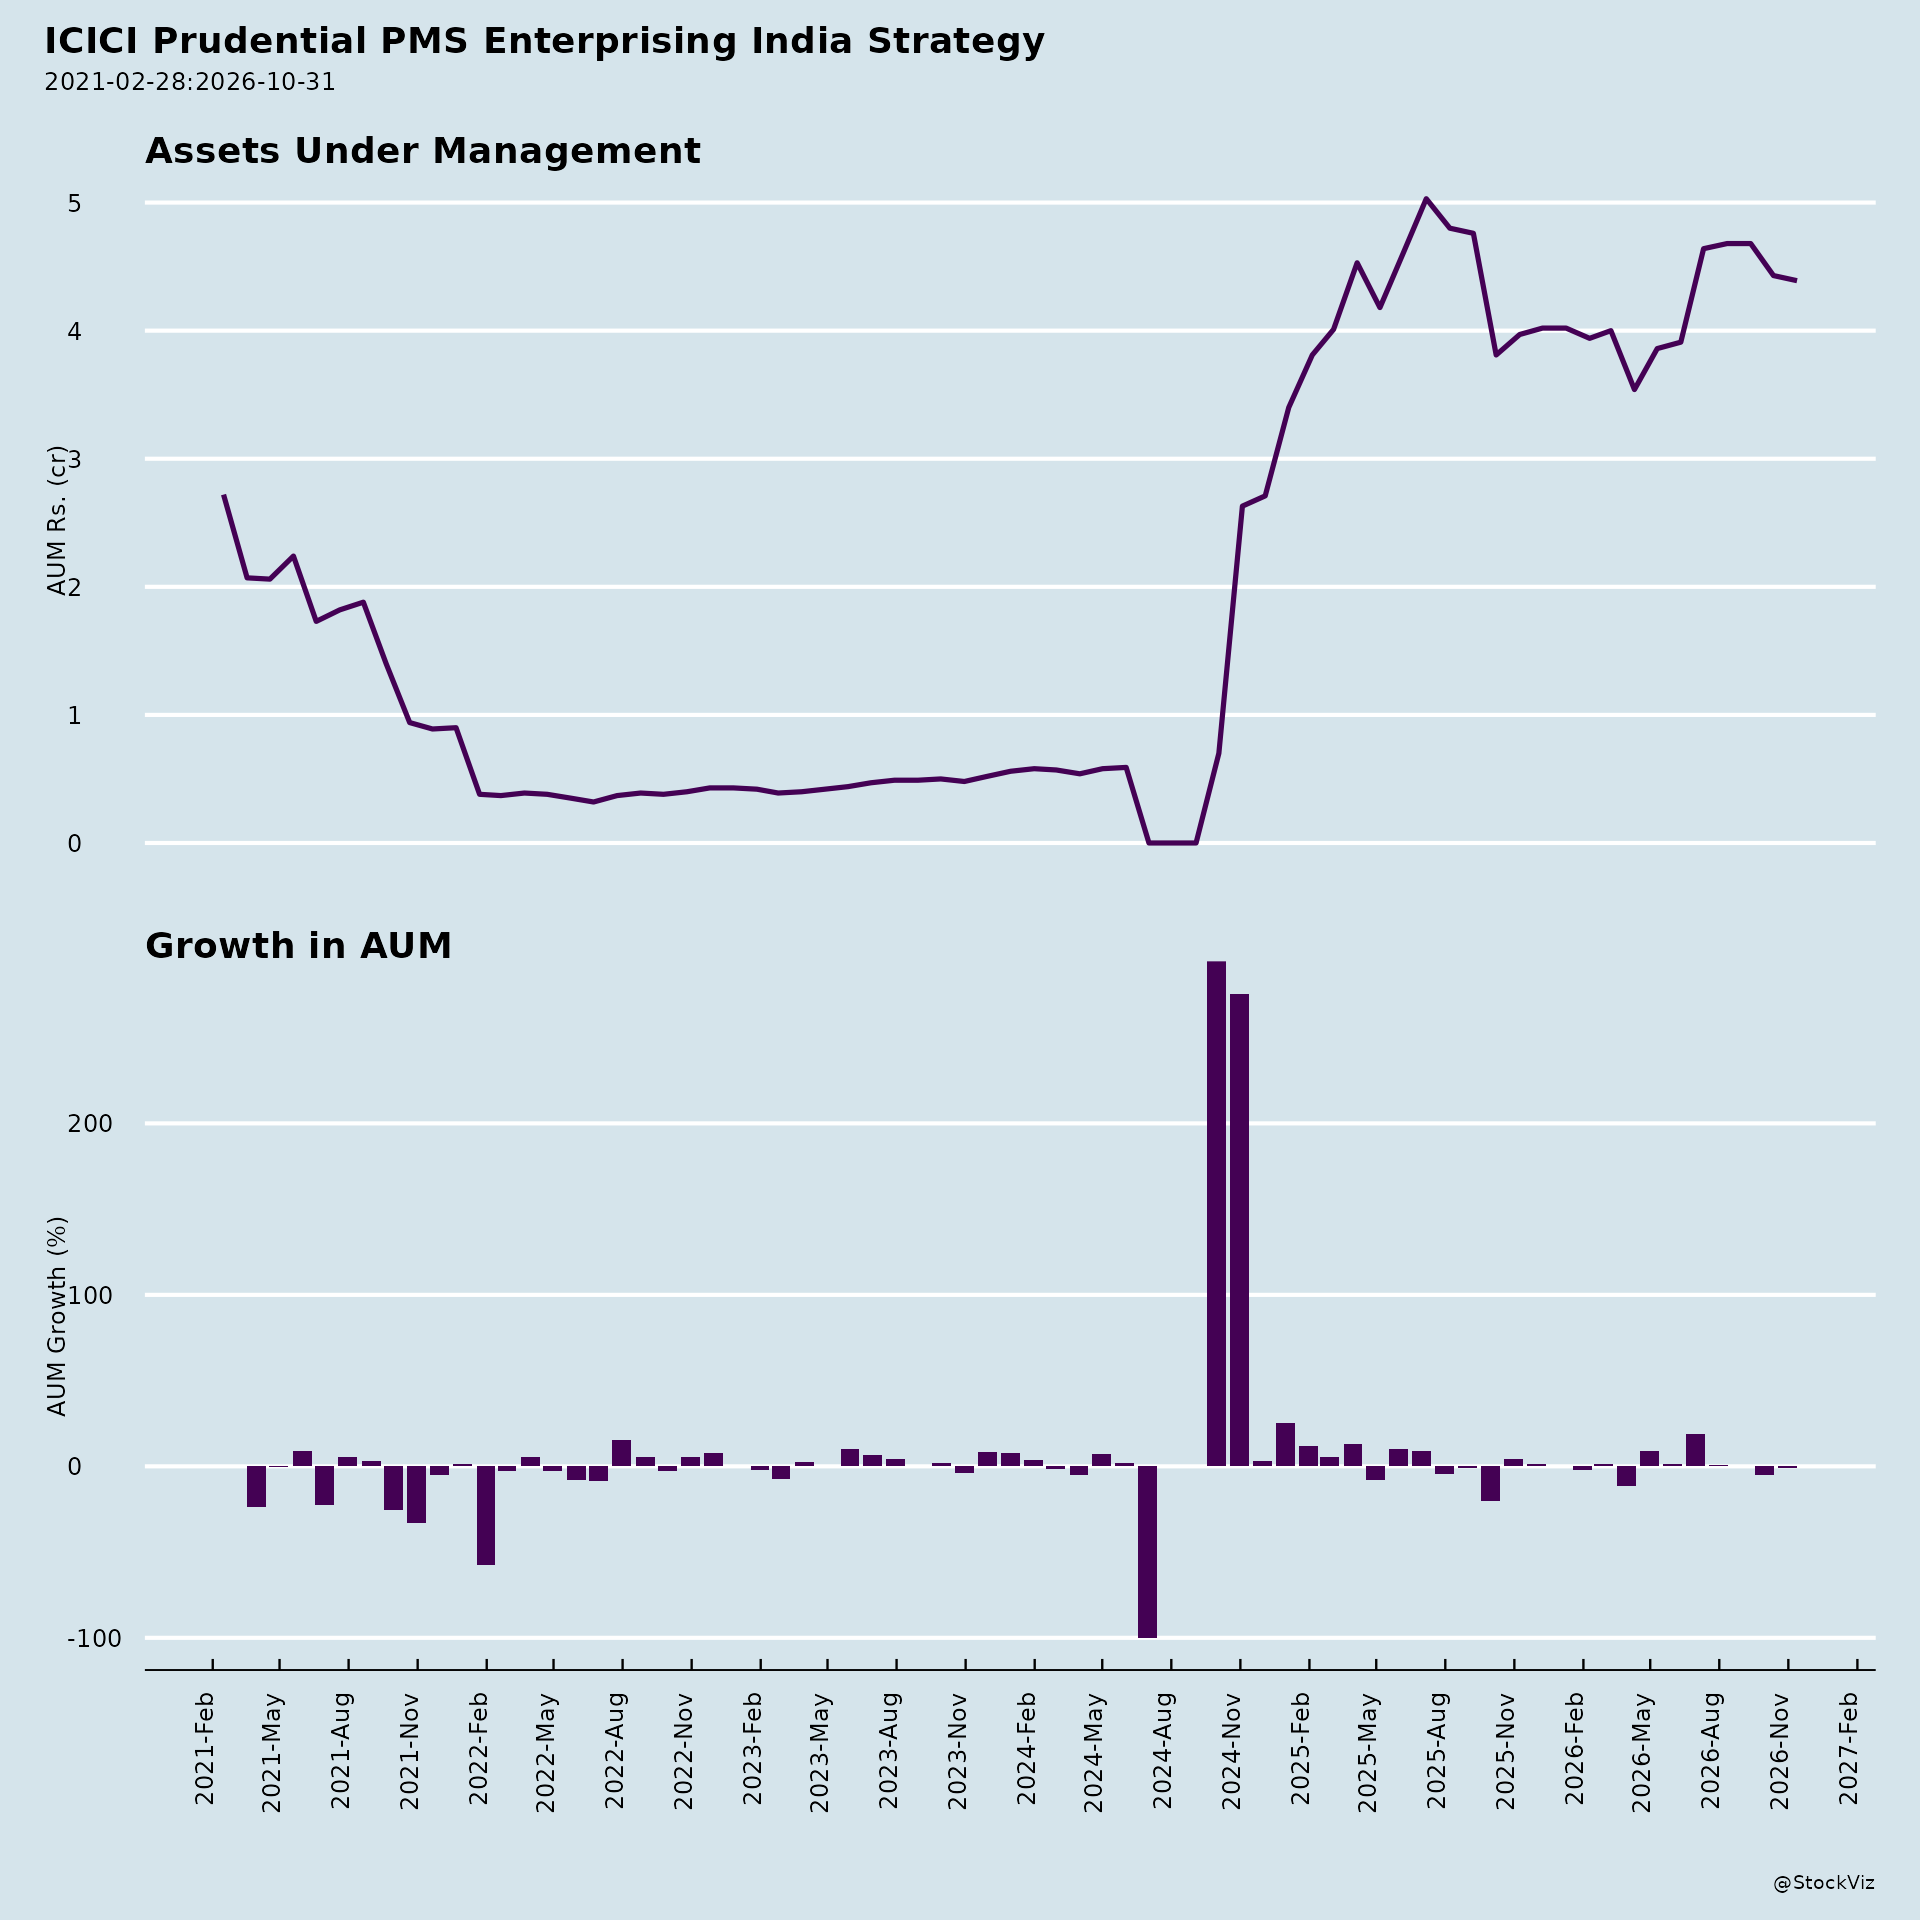 ICICI Prudential PMS Enterprising India Strategy
2021-02-28:2026-10-31
Assets Under Management
5
4
3
2
1
0
AUM Rs. (cr)
Growth in AUM
200
100
0
-100
AUM Growth (%)
2021-Feb
2021-May
2021-Aug
2021-Nov
2022-Feb
2022-May
2022-Aug
2022-Nov
2023-Feb
2023-May
2023-Aug
2023-Nov
2024-Feb
2024-May
2024-Aug
2024-Nov
2025-Feb
2025-May
2025-Aug
2025-Nov
2026-Feb
2026-May
2026-Aug
2026-Nov
2027-Feb
@StockViz